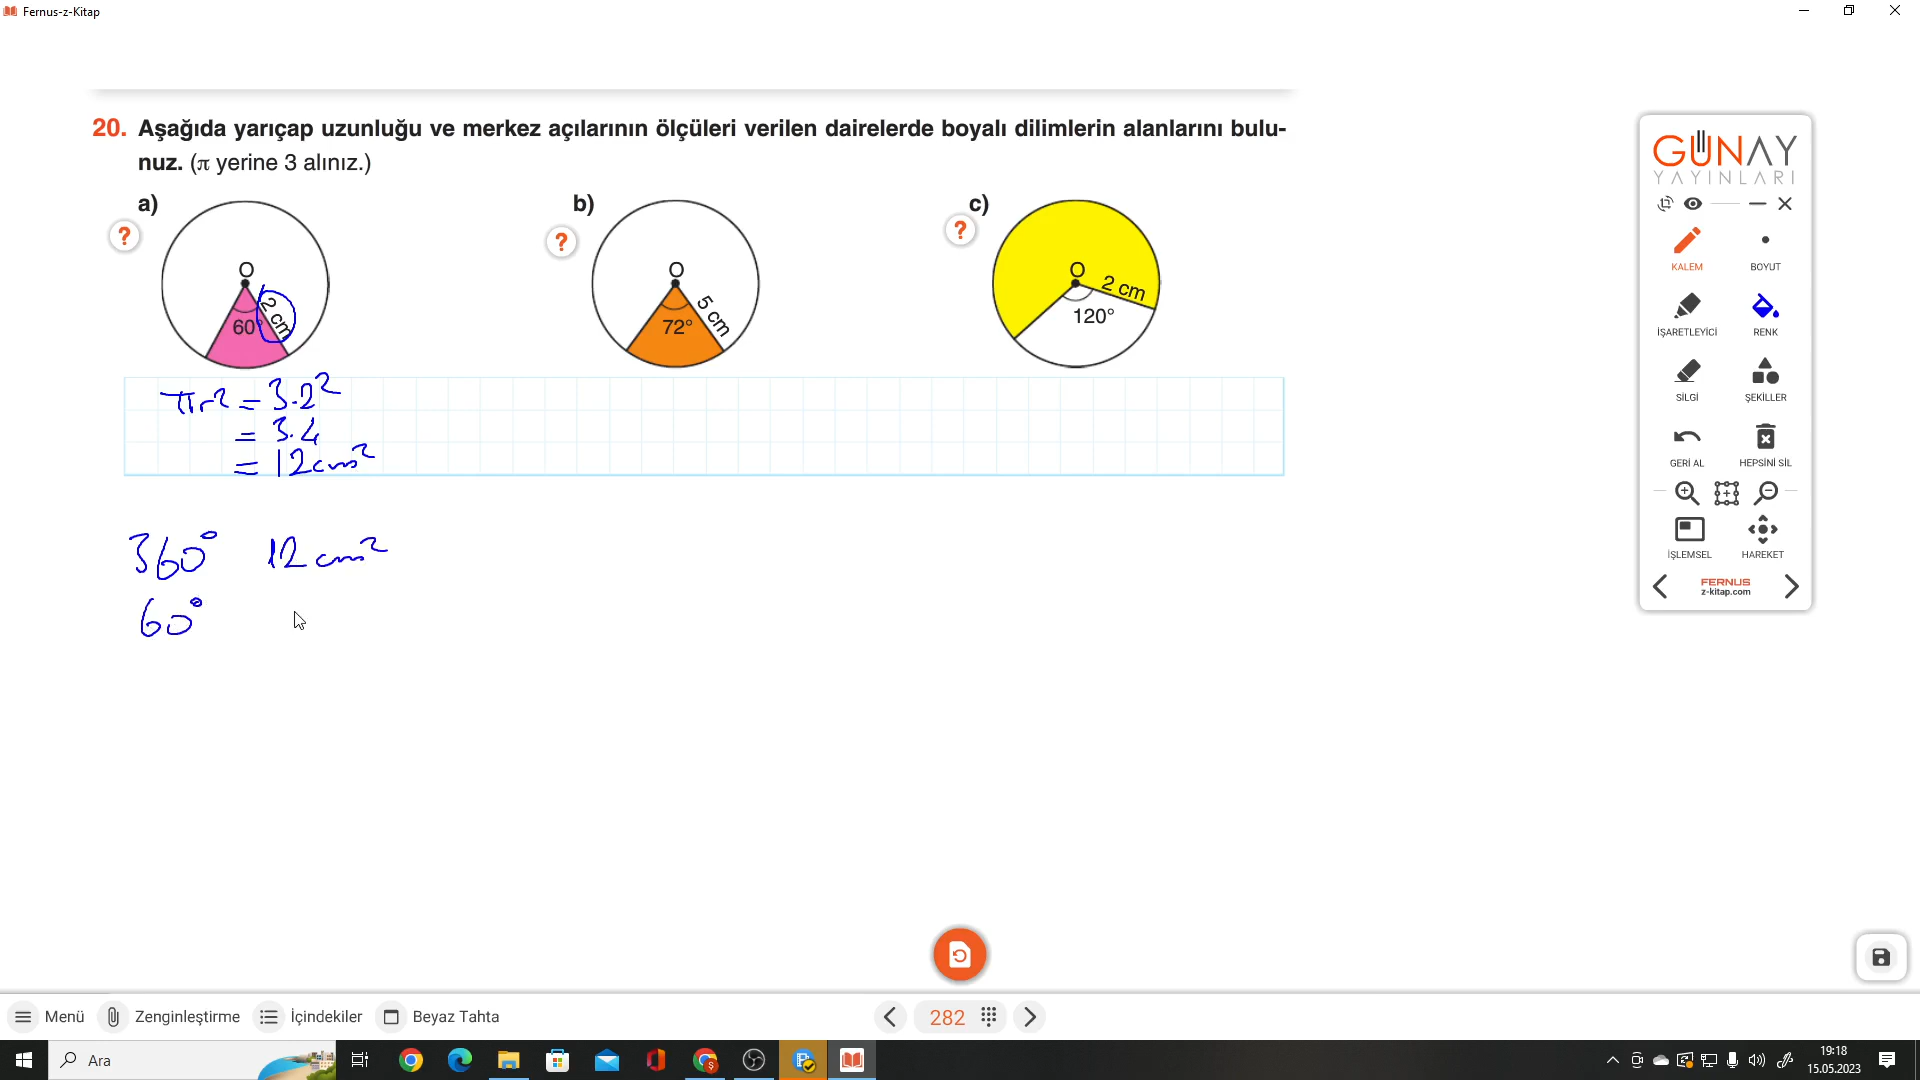 Fernus-z-Kitap
20. Aşağıda yarıçap uzunluğu ve merkez açılarının ölçüleri verilen dairelerde boyalı dilimlerin alanlarını bulu-
nuz. (π yerine 3 alınız.)
a)
?
O
60°
2 cm
b)
?
O
72°
5 cm
c)
?
O
2 cm
120°
πr² = 3.2²
= 3.4
= 12cm²
360° 12 cm²
60°
GÜNAY
YAYINLARI
KALEM
BOYUT
İŞARETLEYİCİ
RENK
SİLGİ
ŞEKİLLER
GERİ AL
HEPSİNİ SİL
İŞLEMSEL
HAREKET
FERNUS
z-kitap.com
Menü
Zenginleştirme
İçindekiler
Beyaz Tahta
282
Ara
19:18
15.05.2023